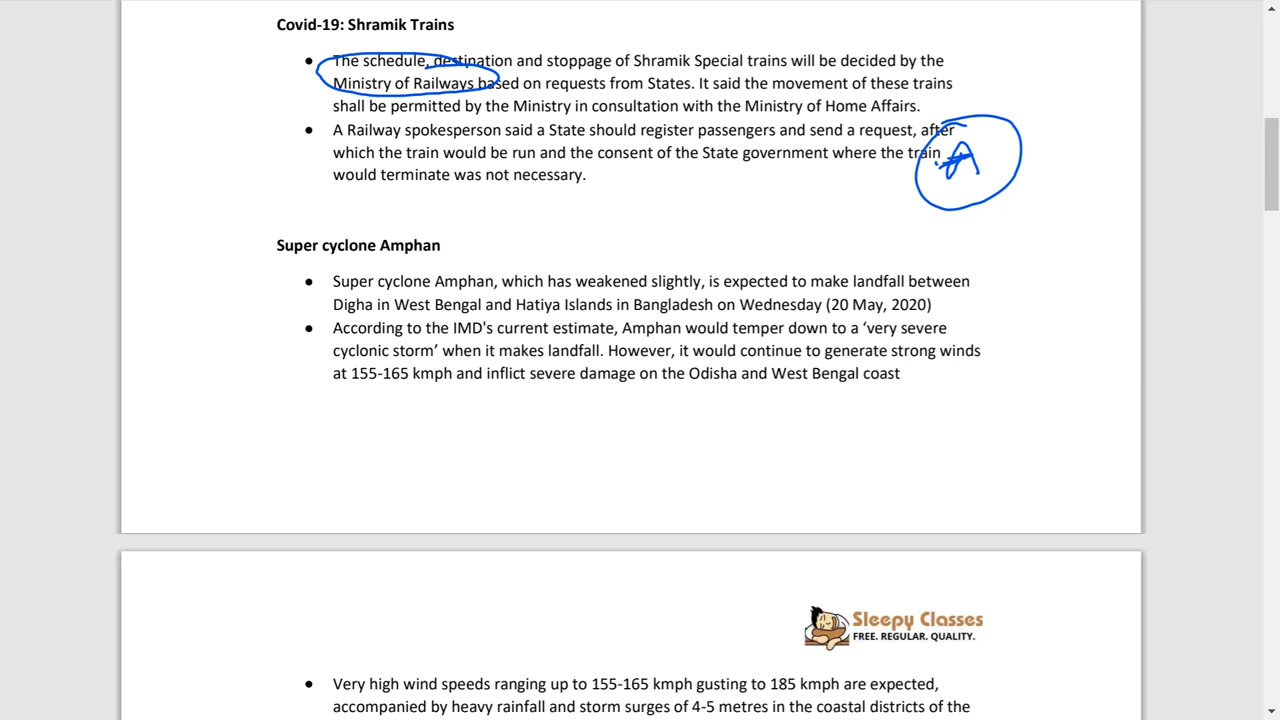 Covid-19: Shramik Trains
● The schedule, destination and stoppage of Shramik Special trains will be decided by the
Ministry of Railways based on requests from States. It said the movement of these trains
shall be permitted by the Ministry in consultation with the Ministry of Home Affairs.
● A Railway spokesperson said a State should register passengers and send a request, after
which the train would be run and the consent of the State government where the train
would terminate was not necessary.
A
Super cyclone Amphan
● Super cyclone Amphan, which has weakened slightly, is expected to make landfall between
Digha in West Bengal and Hatiya Islands in Bangladesh on Wednesday (20 May, 2020)
● According to the IMD's current estimate, Amphan would temper down to a ‘very severe
cyclonic storm’ when it makes landfall. However, it would continue to generate strong winds
at 155-165 kmph and inflict severe damage on the Odisha and West Bengal coast
Sleepy Classes
FREE. REGULAR. QUALITY.
● Very high wind speeds ranging up to 155-165 kmph gusting to 185 kmph are expected,
accompanied by heavy rainfall and storm surges of 4-5 metres in the coastal districts of the